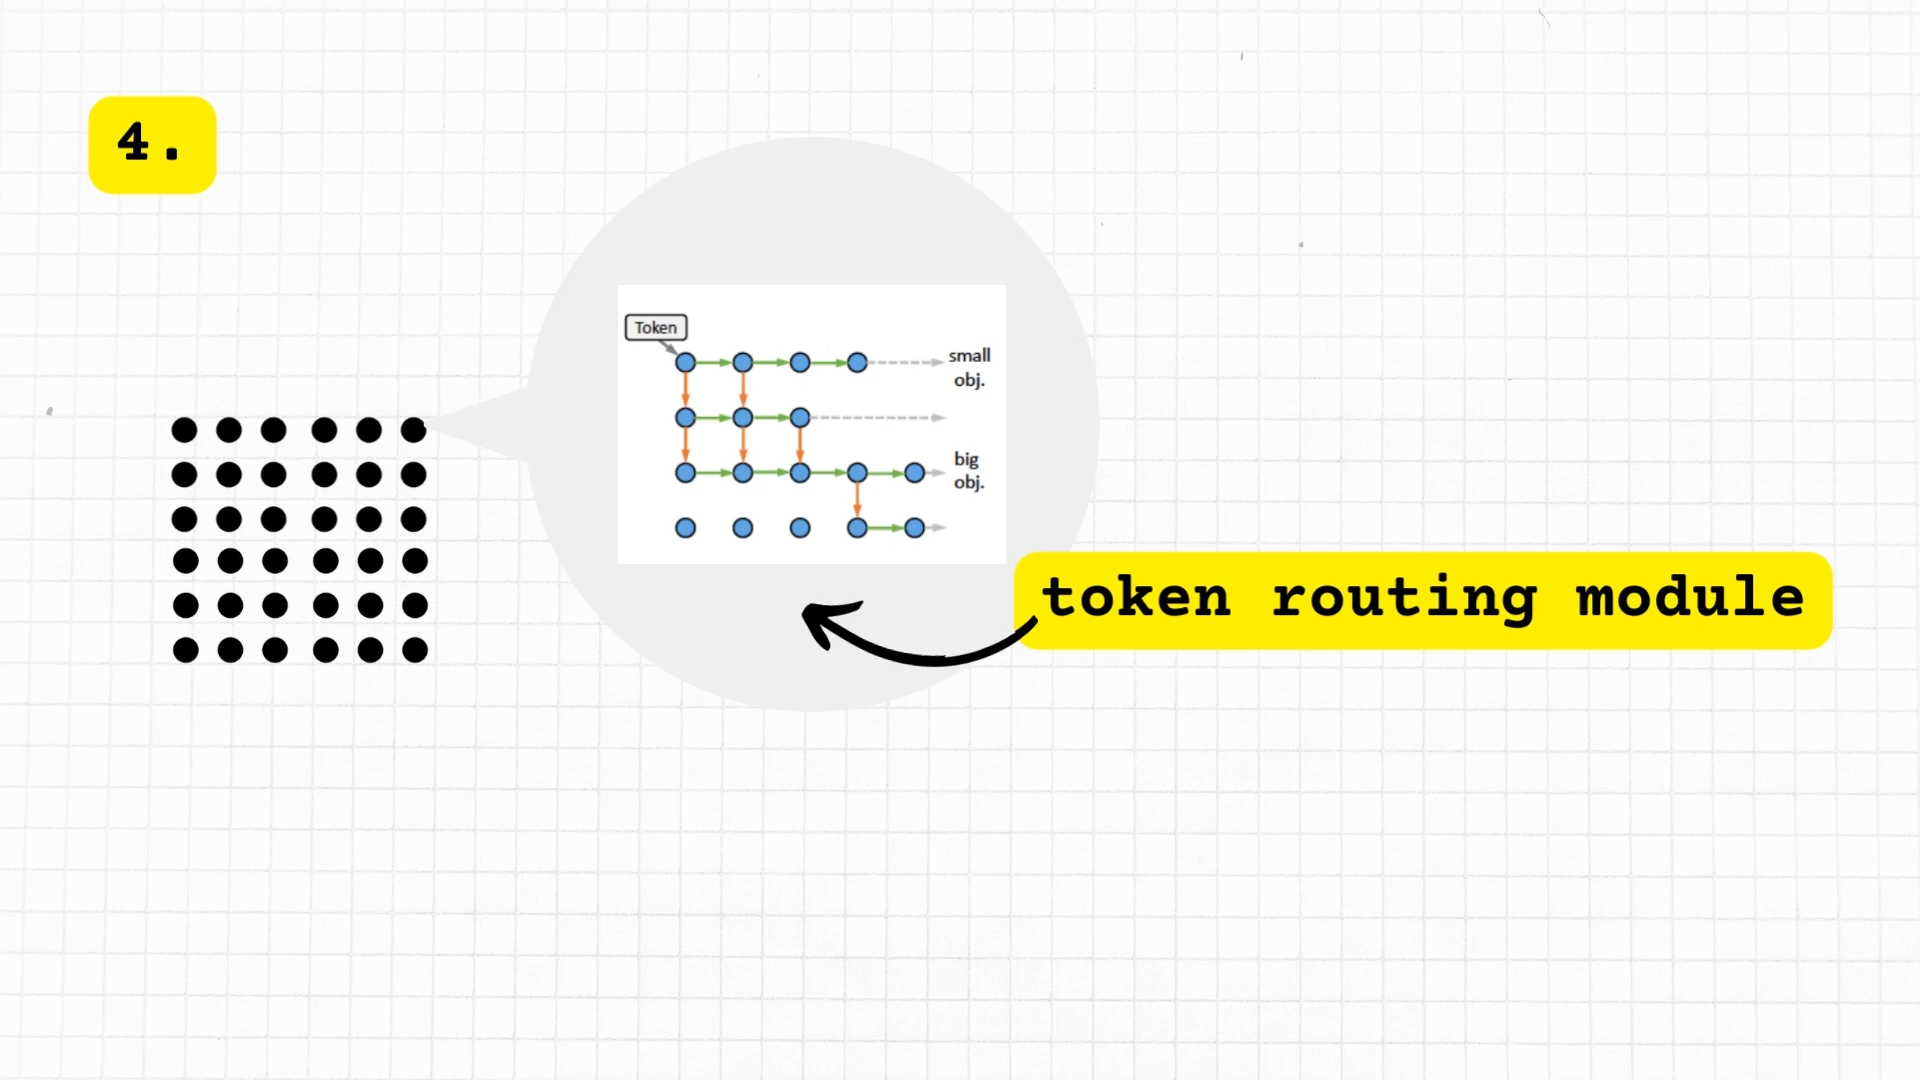 4.
Token
small
obj.
big
obj.
token routing module